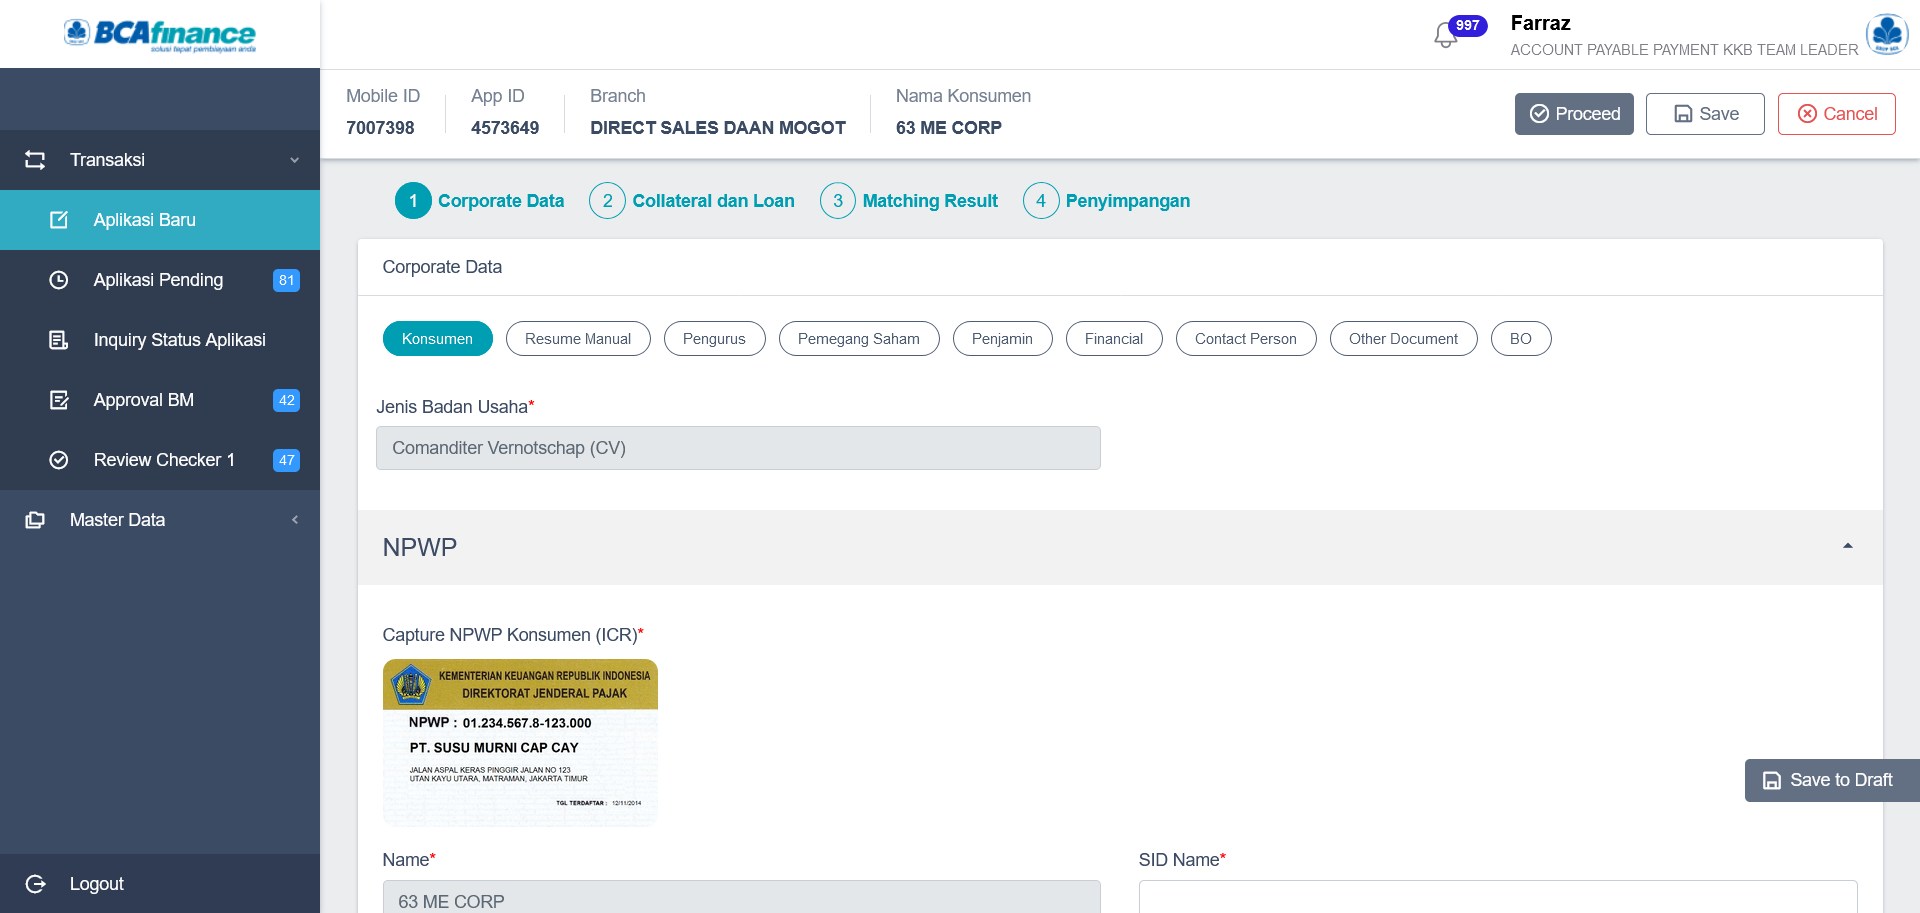 BCAfinance
solusi tepat pembiayaan anda
997
Farraz
ACCOUNT PAYABLE PAYMENT KKB TEAM LEADER
Mobile ID
7007398
App ID
4573649
Branch
DIRECT SALES DAAN MOGOT
Nama Konsumen
63 ME CORP
Proceed
Save
Cancel
Transaksi
Aplikasi Baru
Aplikasi Pending 81
Inquiry Status Aplikasi
Approval BM 42
Review Checker 1 47
Master Data
Logout
1 Corporate Data 2 Collateral dan Loan 3 Matching Result 4 Penyimpangan
Corporate Data
Konsumen Resume Manual Pengurus Pemegang Saham Penjamin Financial Contact Person Other Document BO
Jenis Badan Usaha*
Comanditer Vernotschap (CV)
NPWP
Capture NPWP Konsumen (ICR)*
KEMENTERIAN KEUANGAN REPUBLIK INDONESIA
DIREKTORAT JENDERAL PAJAK
NPWP : 01.234.567.8-123.000
PT. SUSU MURNI CAP CAY
JALAN ASPAL KERAS PINGGIR JALAN NO 123
UTAN KAYU UTARA, MATRAMAN, JAKARTA TIMUR
TGL TERDAFTAR : 12/11/2014
Save to Draft
Name*
63 ME CORP
SID Name*